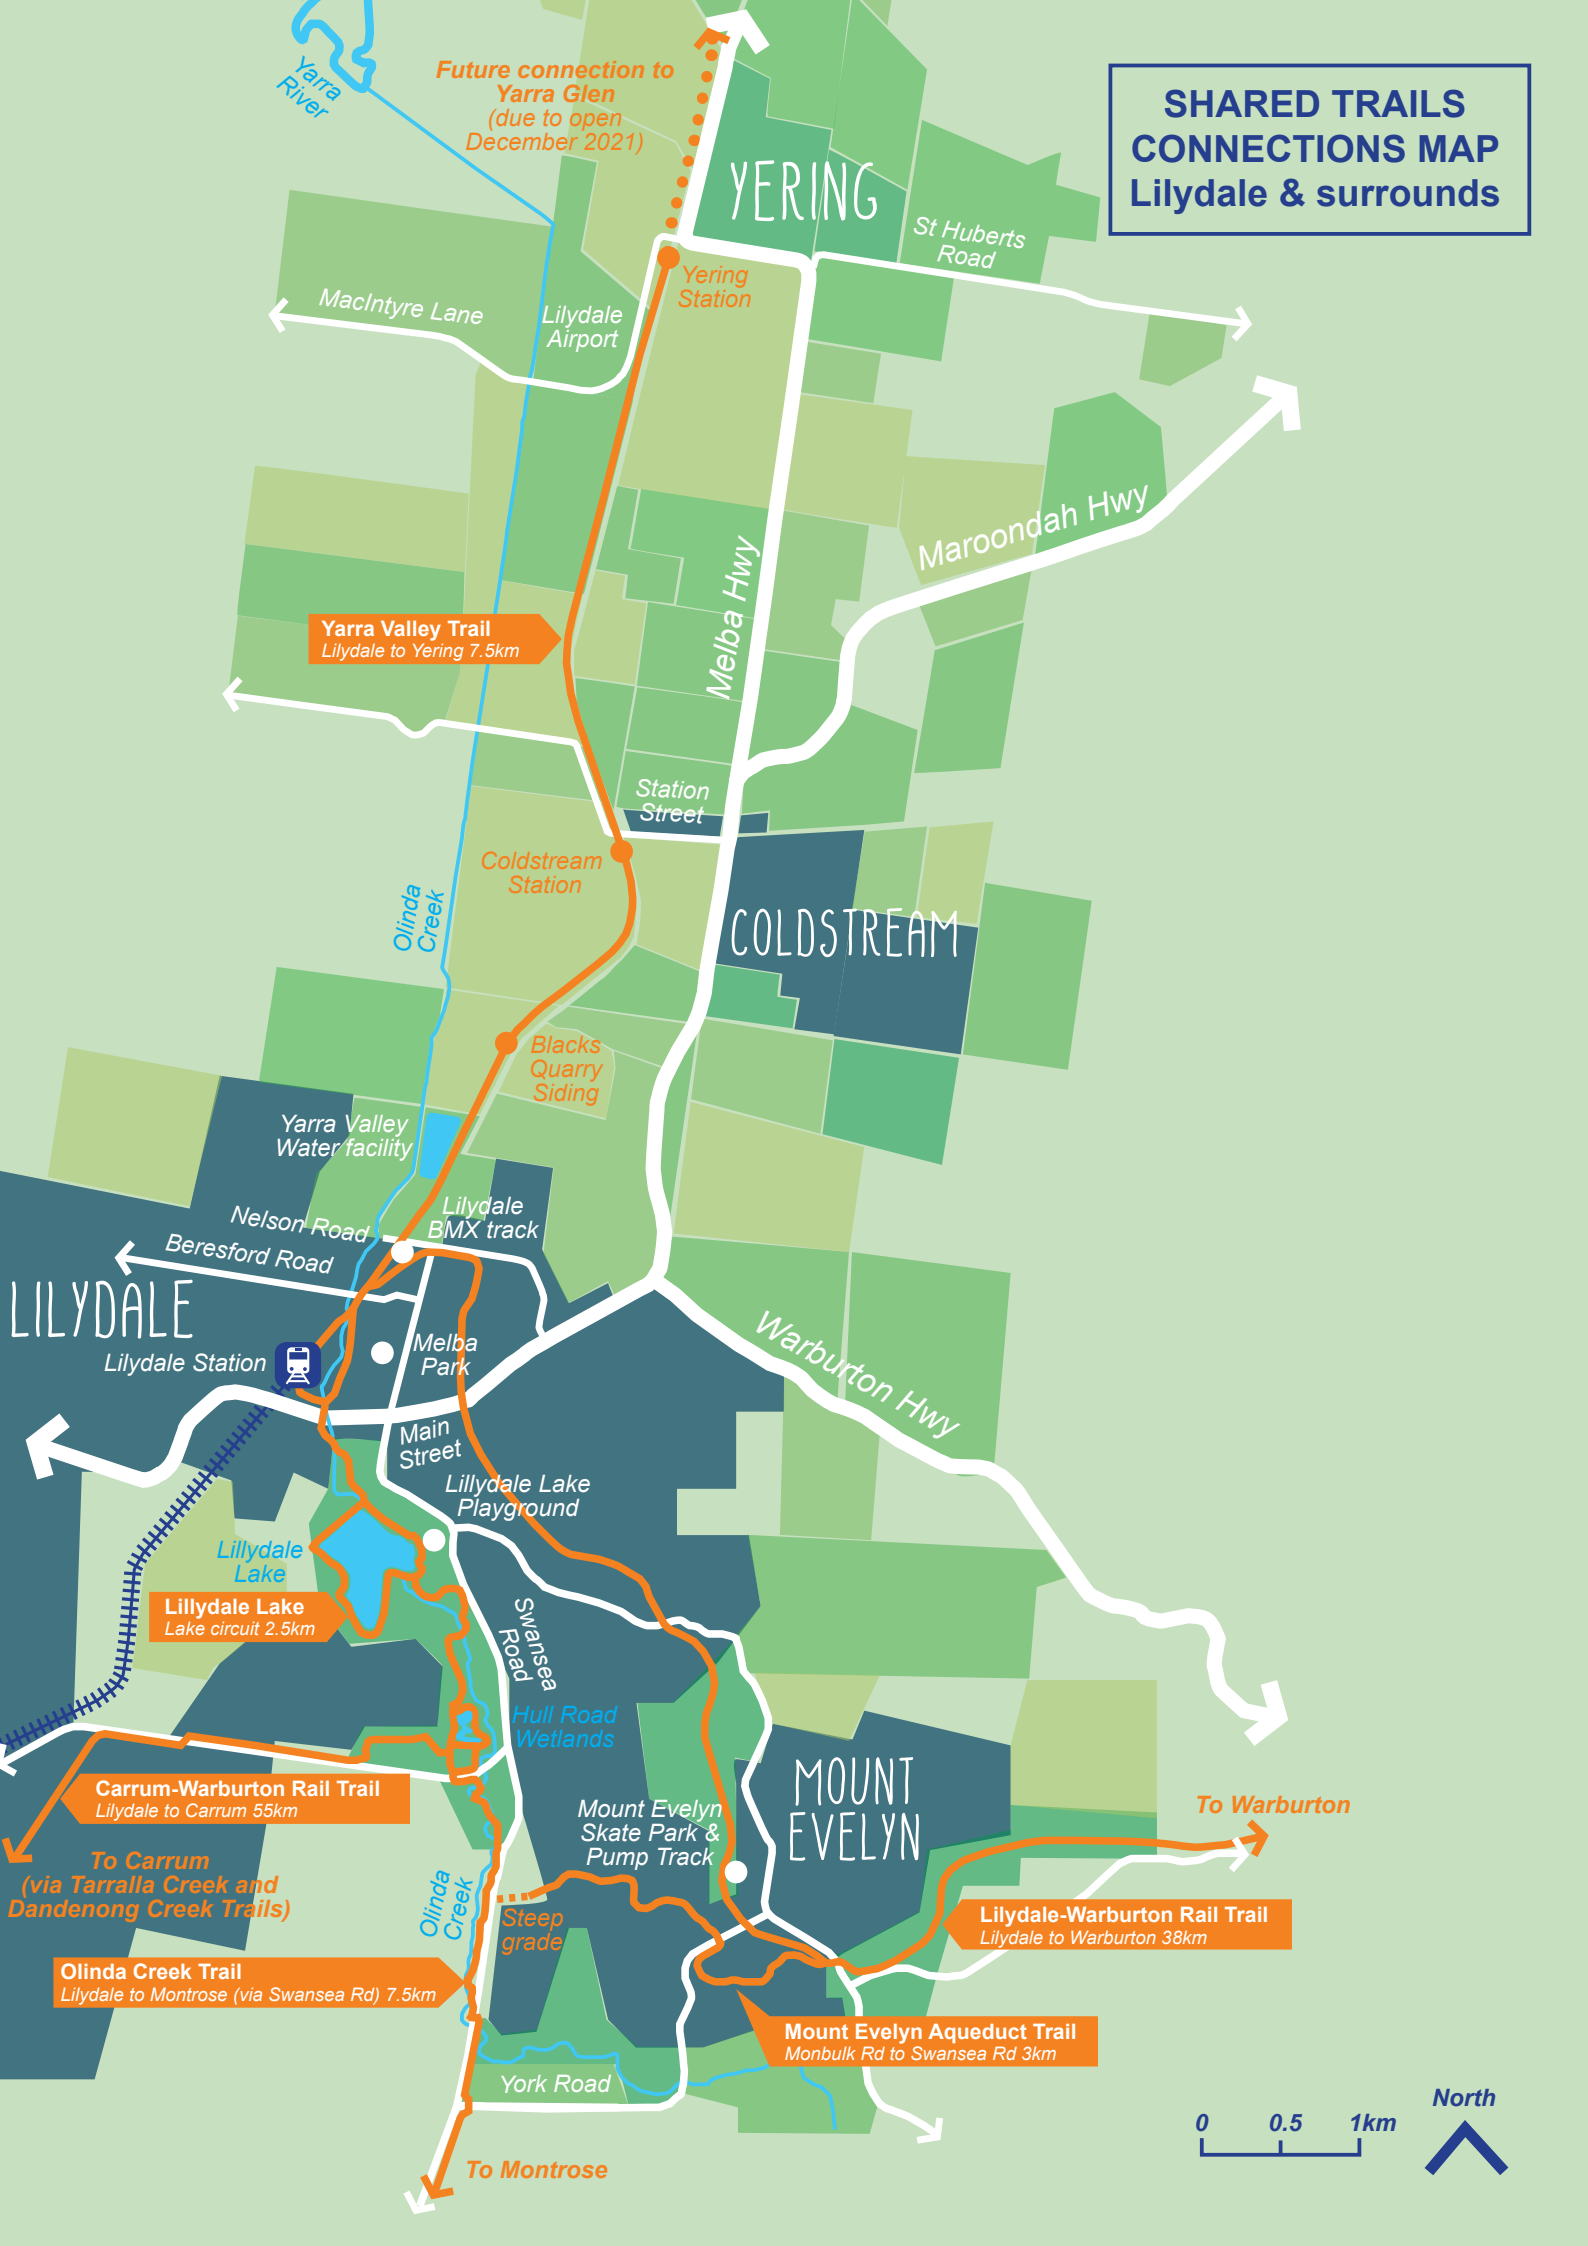 SHARED TRAILS
CONNECTIONS MAP
Lilydale & surrounds
Yarra
River
Future connection to
Yarra Glen
(due to open
December 2021)
YERING
St Huberts
Road
Yering
Station
MacIntyre Lane
Lilydale
Airport
Maroondah Hwy
Melba Hwy
Yarra Valley Trail
Lilydale to Yering 7.5km
Station
Street
Coldstream
Station
Olinda
Creek
COLDSTREAM
Blacks
Quarry
Siding
Yarra Valley
Water facility
Lilydale
BMX track
Nelson Road
Beresford Road
LILYDALE
Lilydale Station
Melba
Park
Warburton Hwy
Main
Street
Lillydale Lake
Playground
Lillydale
Lake
Lillydale Lake
Lake circuit 2.5km
Swansea
Road
Hull Road
Wetlands
Carrum-Warburton Rail Trail
Lilydale to Carrum 55km
To Carrum
(via Tarralla Creek and
Dandenong Creek Trails)
MOUNT
EVELYN
Mount Evelyn
Skate Park &
Pump Track
To Warburton
Olinda
Creek
Steep
grade
Lilydale-Warburton Rail Trail
Lilydale to Warburton 38km
Olinda Creek Trail
Lilydale to Montrose (via Swansea Rd) 7.5km
Mount Evelyn Aqueduct Trail
Monbulk Rd to Swansea Rd 3km
York Road
To Montrose
0 0.5 1km
North